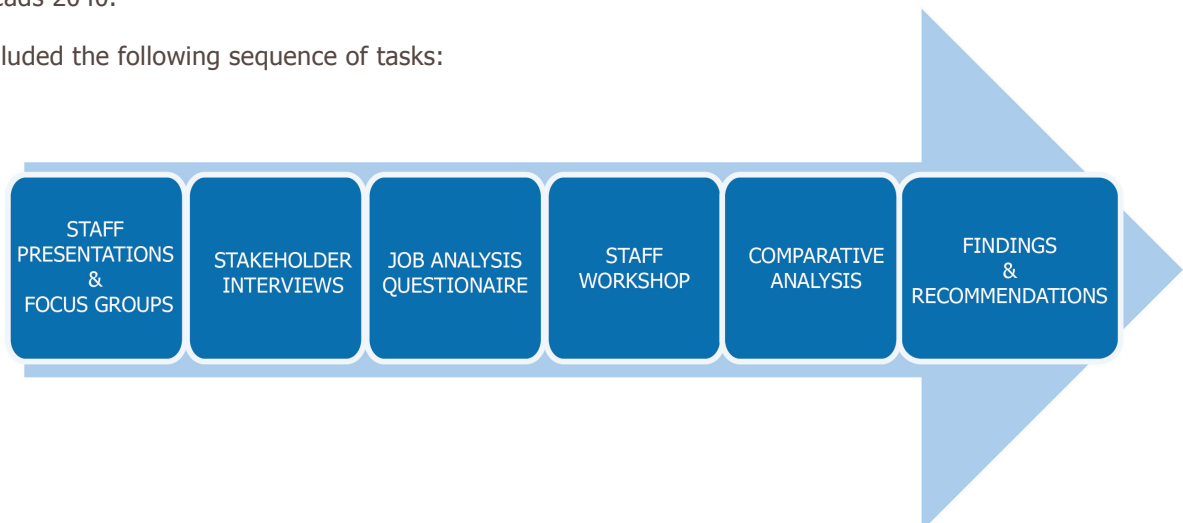 luded the following sequence of tasks:
STAFF
PRESENTATIONS
&
FOCUS GROUPS
STAKEHOLDER
INTERVIEWS
JOB ANALYSIS
QUESTIONAIRE
STAFF
WORKSHOP
COMPARATIVE
ANALYSIS
FINDINGS
&
RECOMMENDATIONS